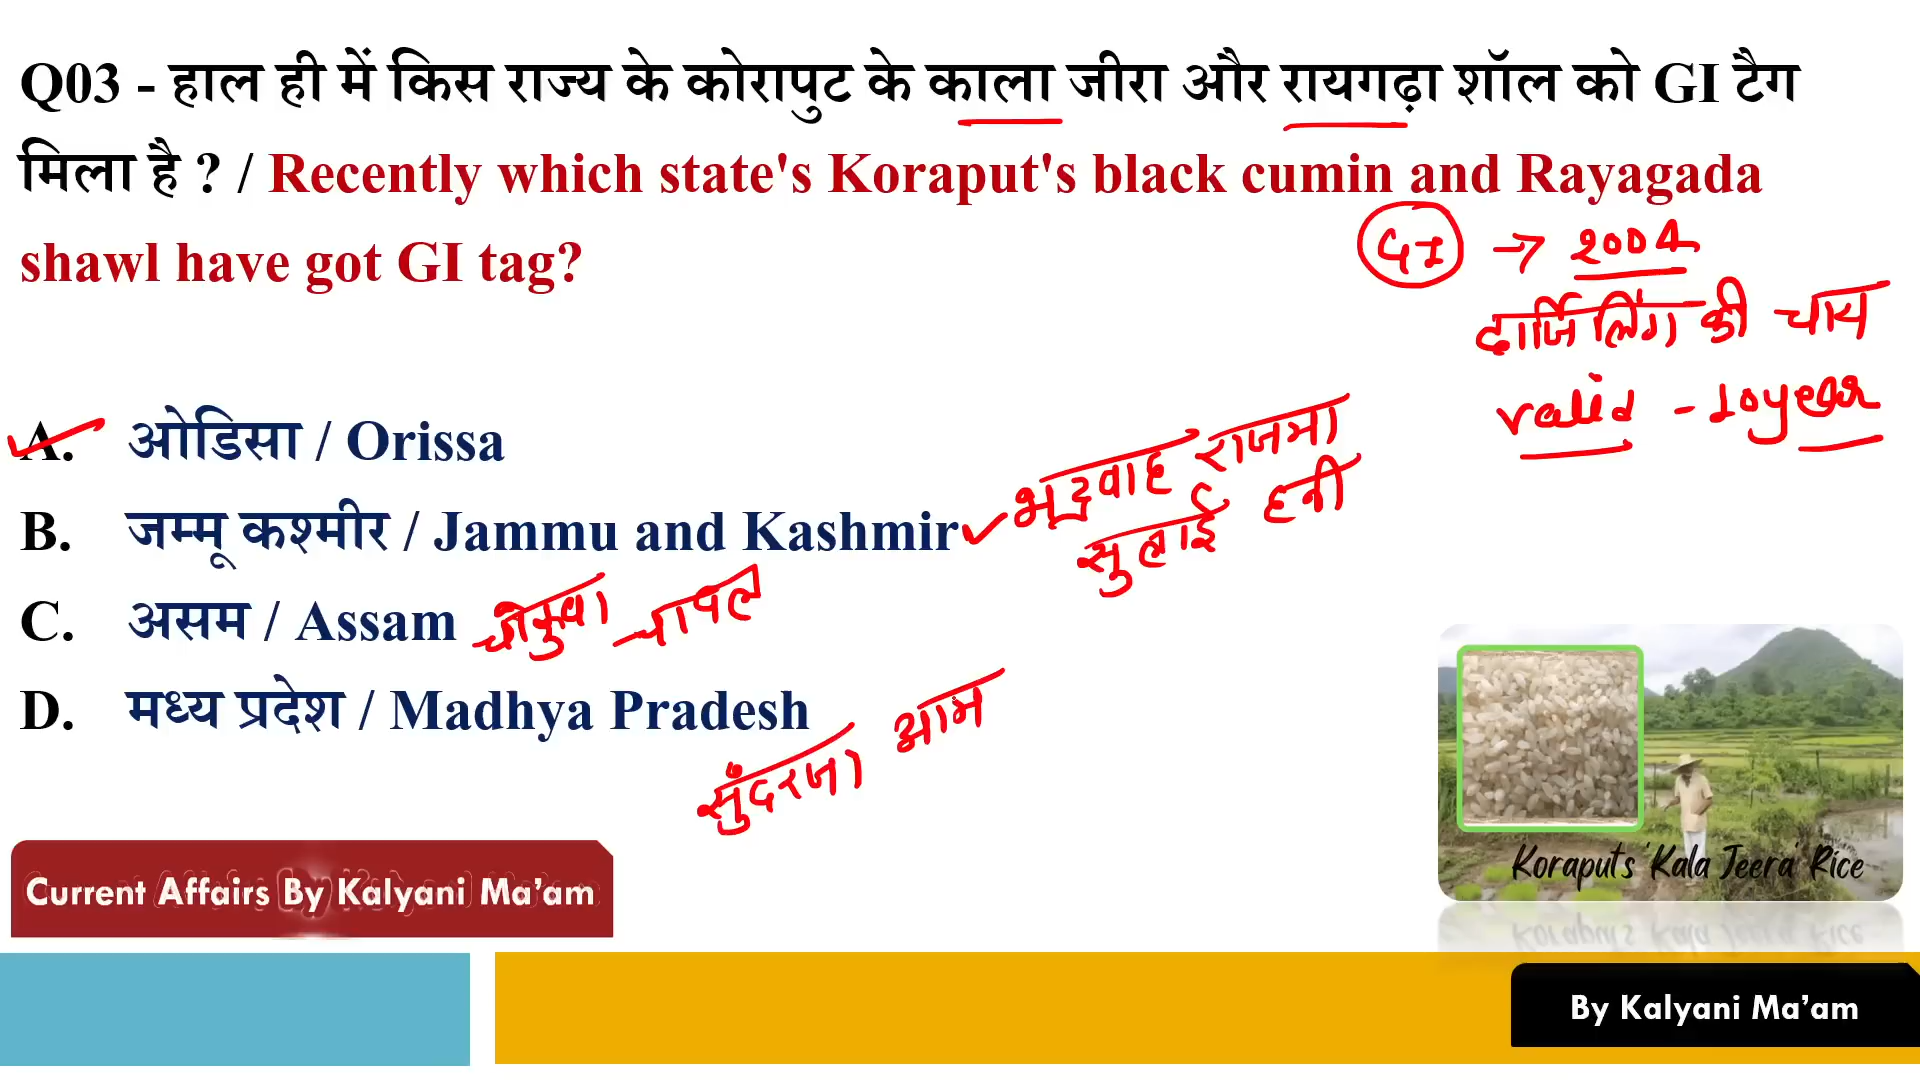 Q03 - हाल ही में किस राज्य के कोरापुट के काला जीरा और रायगढ़ा शॉल को GI टैग
मिला है ? / Recently which state's Koraput's black cumin and Rayagada
shawl have got GI tag?
GI → 2004
दार्जिलिंग की चाय
valid - 10 year
A. ओडिसा / Orissa
B. जम्मू कश्मीर / Jammu and Kashmir
भद्रवाह राजमा
सुलाई हनी
C. असम / Assam चोकुवा चावल
D. मध्य प्रदेश / Madhya Pradesh
सुंदरजा आम
Koraputs 'Kala Jeera' Rice
Current Affairs By Kalyani Ma’am
By Kalyani Ma’am